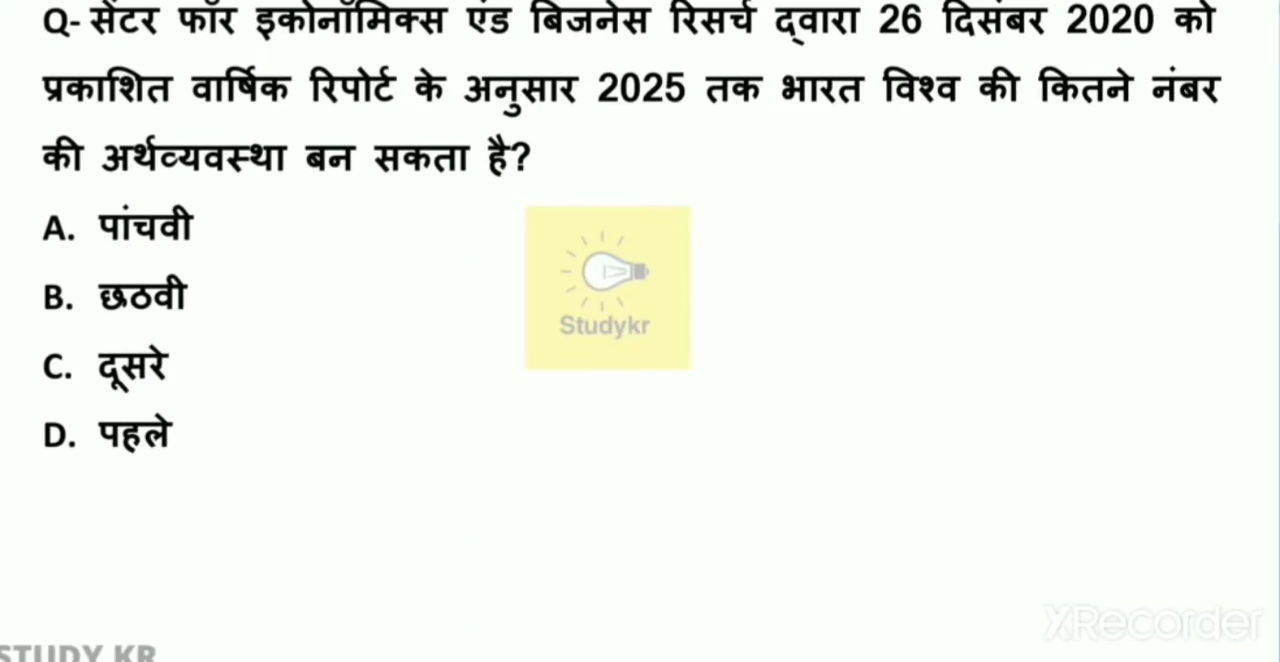 Q- सेंटर फॉर इकोनॉमिक्स एंड बिजनेस रिसर्च द्वारा 26 दिसंबर 2020 को
प्रकाशित वार्षिक रिपोर्ट के अनुसार 2025 तक भारत विश्व की कितने नंबर
की अर्थव्यवस्था बन सकता है?
A. पांचवी
B. छठवी
C. दूसरे
D. पहले
Studykr
XRecorder
STUDY KR